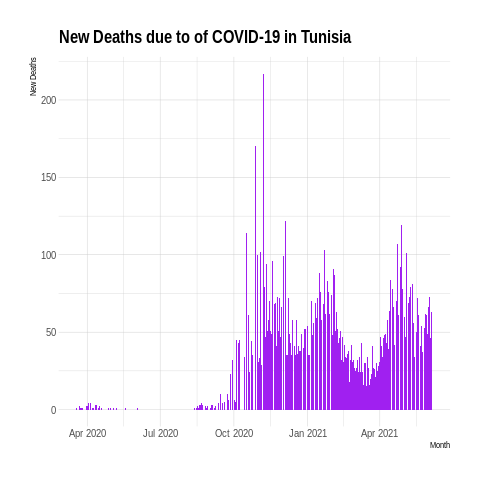 New Deaths due to of COVID-19 in Tunisia
New Deaths
200
150
100
50
0
Apr 2020 Jul 2020 Oct 2020 Jan 2021 Apr 2021
Month